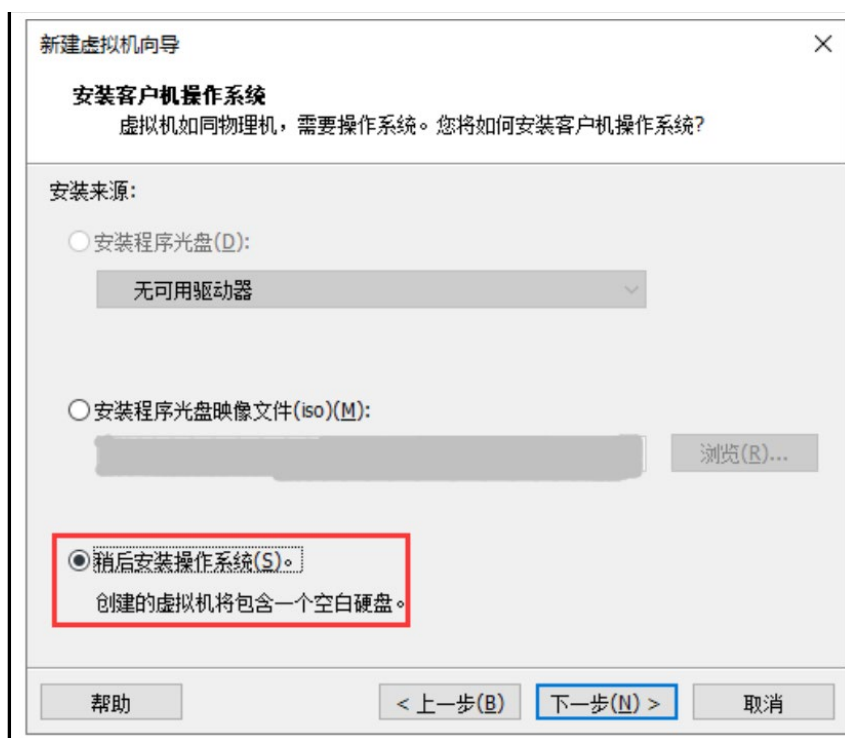 新建虚拟机向导
安装客户机操作系统
虚拟机如同物理机，需要操作系统。您将如何安装客户机操作系统?
安装来源:
安装程序光盘(D):
无可用驱动器
安装程序光盘映像文件(iso)(M):
浏览(R)...
稍后安装操作系统(S)。
创建的虚拟机将包含一个空白硬盘。
帮助
< 上一步(B)
下一步(N) >
取消